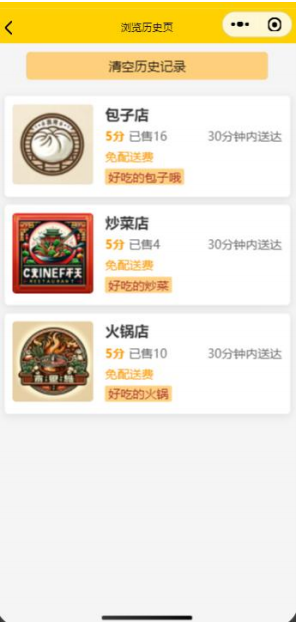 浏览历史页
清空历史记录
包子店
5分 已售16 30分钟内送达
免配送费
好吃的包子哦
炒菜店
5分 已售4 30分钟内送达
免配送费
好吃的炒菜
RESTAURANT
火锅店
5分 已售10 30分钟内送达
免配送费
好吃的火锅